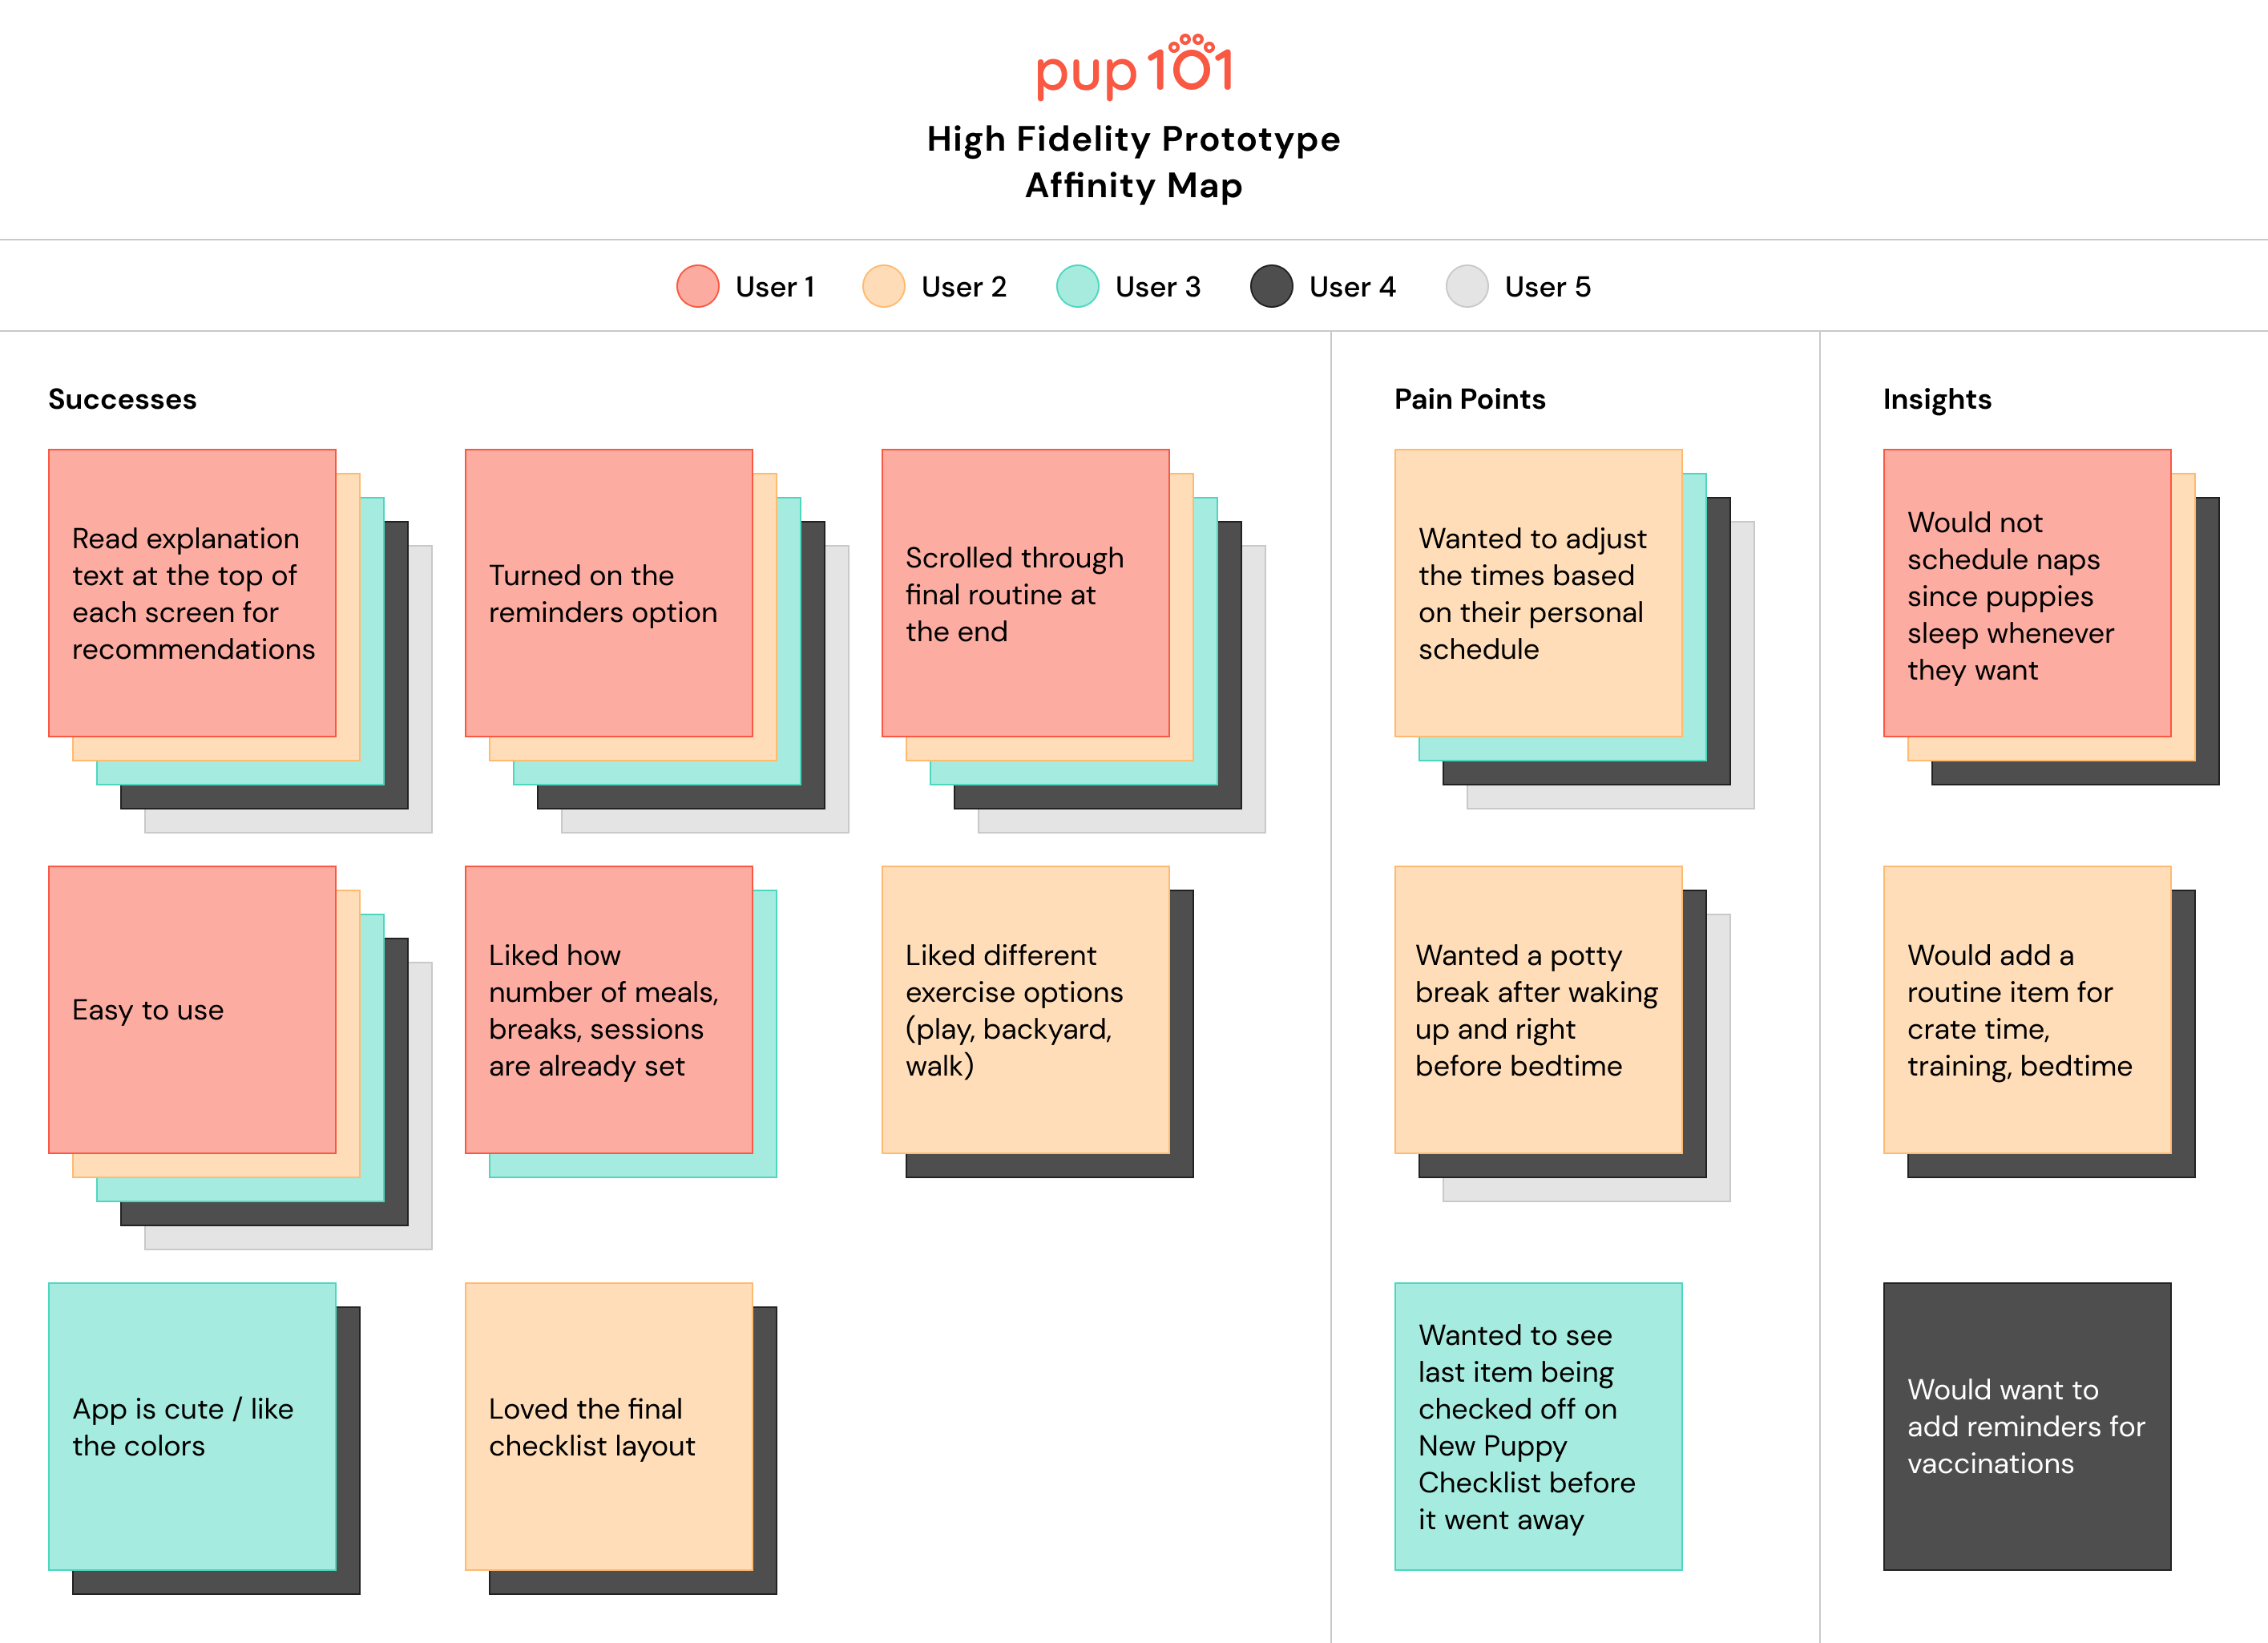 pup 101
High Fidelity Prototype
Affinity Map
User 1
User 2
User 3
User 4
User 5
Successes
Read explanation
text at the top of
each screen for
recommendations
Turned on the
reminders option
Scrolled through
final routine at
the end
Easy to use
Liked how
number of meals,
breaks, sessions
are already set
Liked different
exercise options
(play, backyard,
walk)
App is cute / like
the colors
Loved the final
checklist layout
Pain Points
Wanted to adjust
the times based
on their personal
schedule
Wanted a potty
break after waking
up and right
before bedtime
Wanted to see
last item being
checked off on
New Puppy
Checklist before
it went away
Insights
Would not
schedule naps
since puppies
sleep whenever
they want
Would add a
routine item for
crate time,
training, bedtime
Would want to
add reminders for
vaccinations